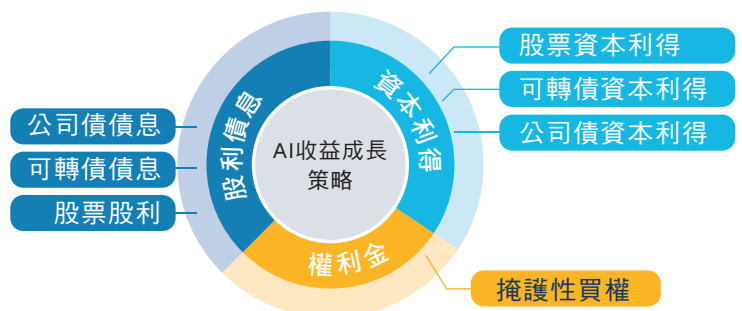 股票資本利得
可轉債資本利得
公司債資本利得
資本利得
公司債債息
可轉債債息
股票股利
股利債息
AI收益成長
策略
權利金
掩護性買權